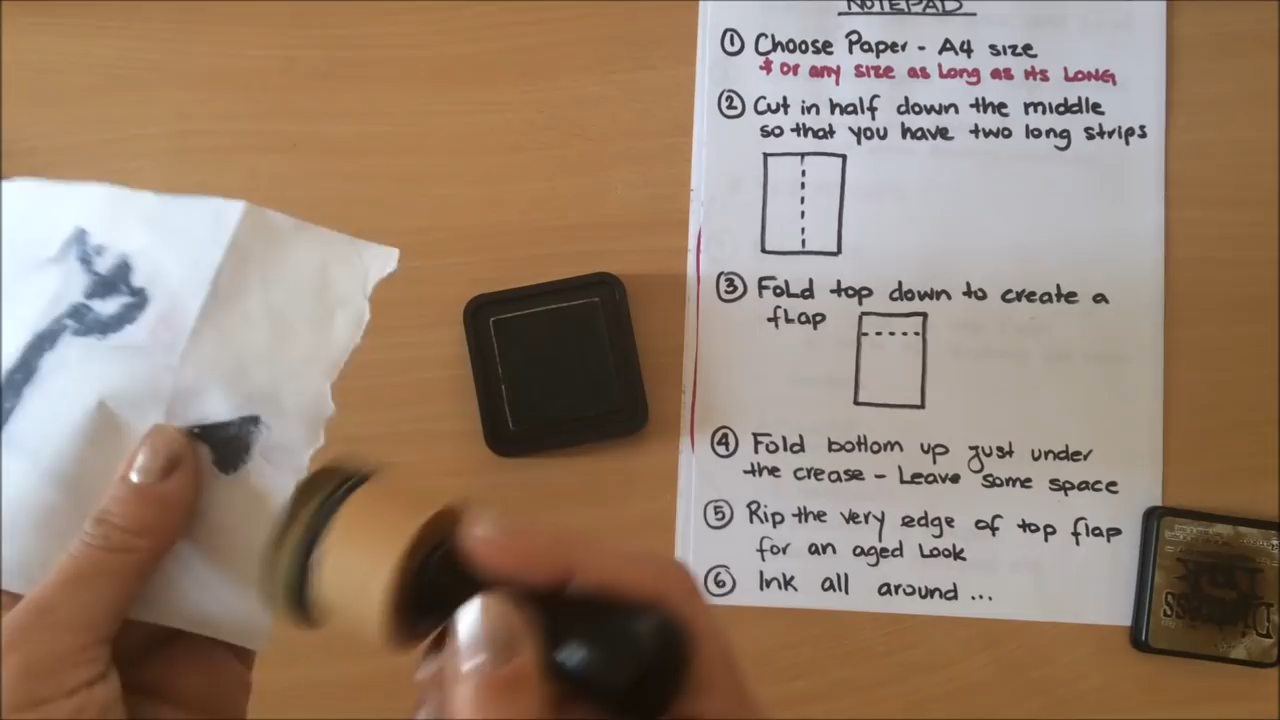 NOTEPAD
① Choose Paper - A4 size
* or any size as Long as its LONG
② Cut in half down the middle
so that you have two long strips
③ Fold top down to create a
flap
④ Fold bottom up just under
the crease - Leave some space
⑤ Rip the very edge of top flap
for an aged Look
⑥ Ink all around...
Distress
Ink